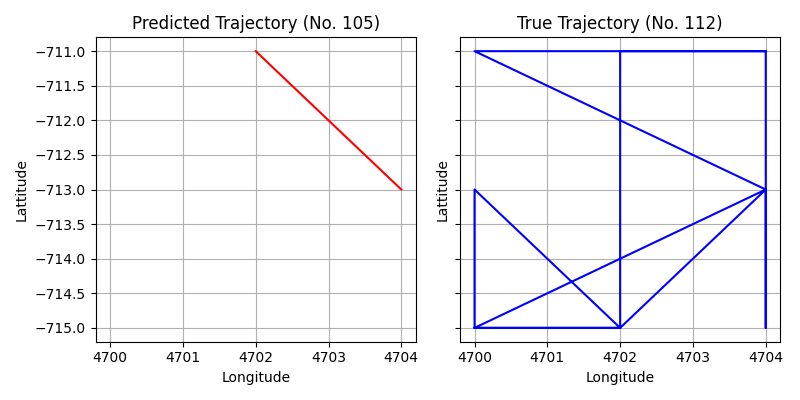 Predicted Trajectory (No. 105)
Lattitude
−711.0
−711.5
−712.0
−712.5
−713.0
−713.5
−714.0
−714.5
−715.0
4700 4701 4702 4703 4704
Longitude
True Trajectory (No. 112)
Lattitude
4700 4701 4702 4703 4704
Longitude